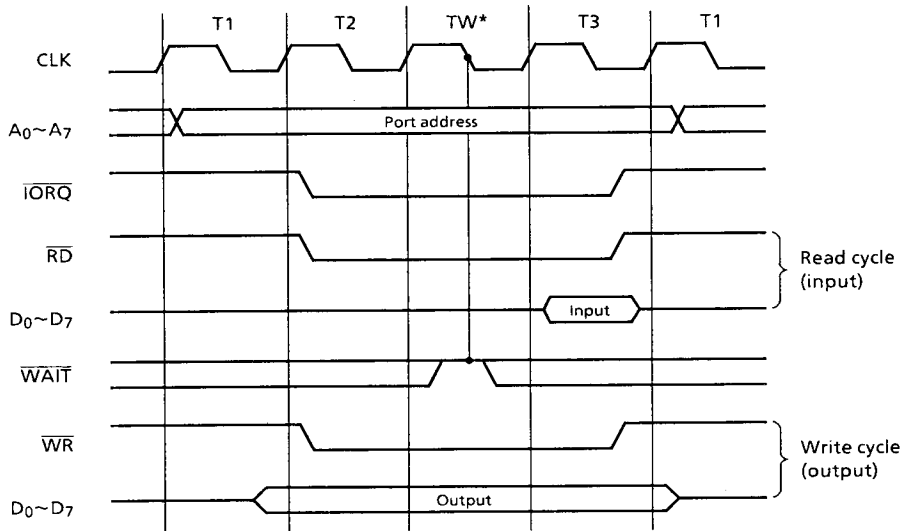 T1 T2 TW* T3 T1
CLK
A0~A7 Port address
IORQ
RD
Read cycle
(input)
D0~D7 Input
WAIT
WR
Write cycle
(output)
D0~D7 Output